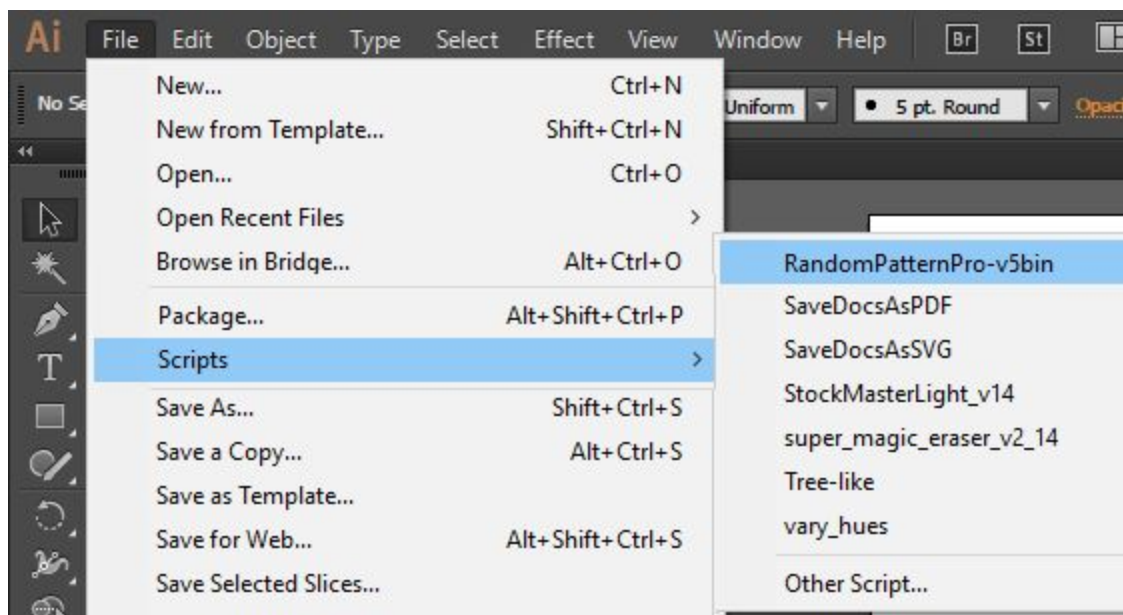 Ai File Edit Object Type Select Effect View Window Help Br St
No Se
Uniform 5 pt. Round Opaci
New... Ctrl+N
New from Template... Shift+Ctrl+N
Open... Ctrl+O
Open Recent Files >
Browse in Bridge... Alt+Ctrl+O
Package... Alt+Shift+Ctrl+P
Scripts >
Save As... Shift+Ctrl+S
Save a Copy... Alt+Ctrl+S
Save as Template...
Save for Web... Alt+Shift+Ctrl+S
Save Selected Slices...
RandomPatternPro-v5bin
SaveDocsAsPDF
SaveDocsAsSVG
StockMasterLight_v14
super_magic_eraser_v2_14
Tree-like
vary_hues
Other Script...